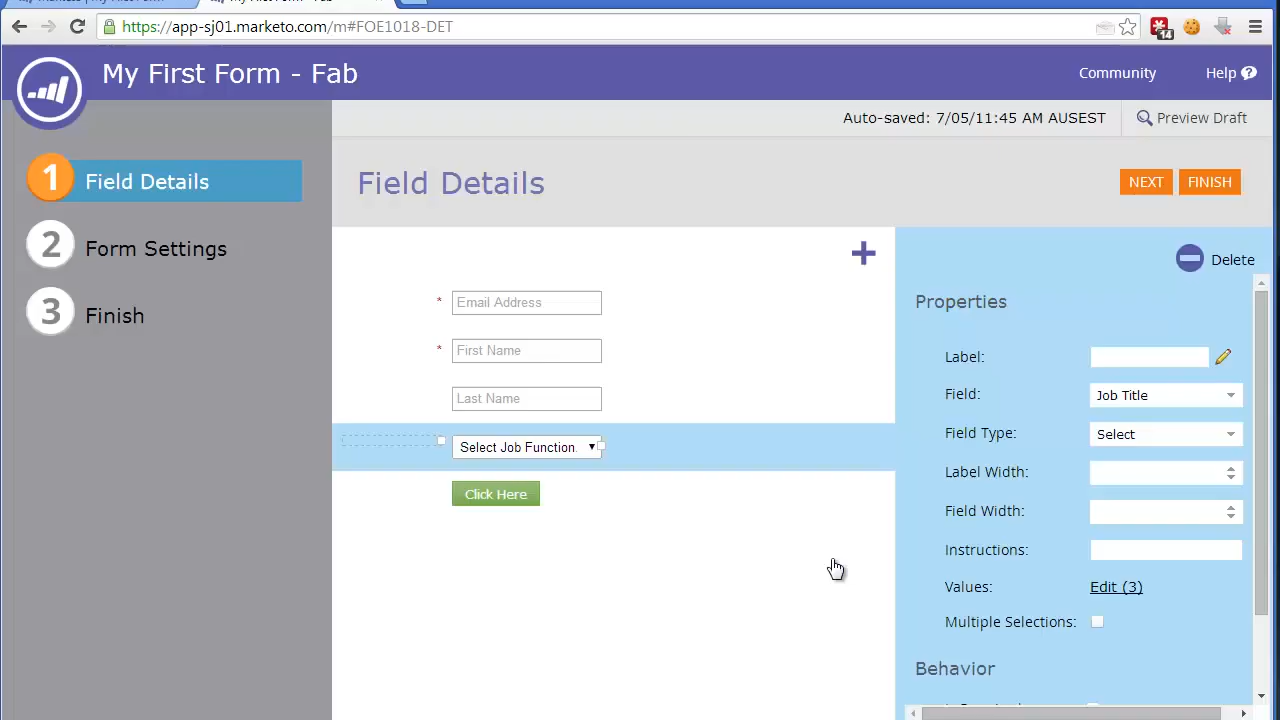 https://app-sj01.marketo.com/m#FOE1018-DET
14
My First Form - Fab
Community
Help ?
Auto-saved: 7/05/11:45 AM AUSEST
Preview Draft
1 Field Details
2 Form Settings
3 Finish
Field Details
NEXT
FINISH
Delete
* Email Address
* First Name
Last Name
Select Job Function.
Click Here
Properties
Label:
Field: Job Title
Field Type: Select
Label Width:
Field Width:
Instructions:
Values: Edit (3)
Multiple Selections:
Behavior